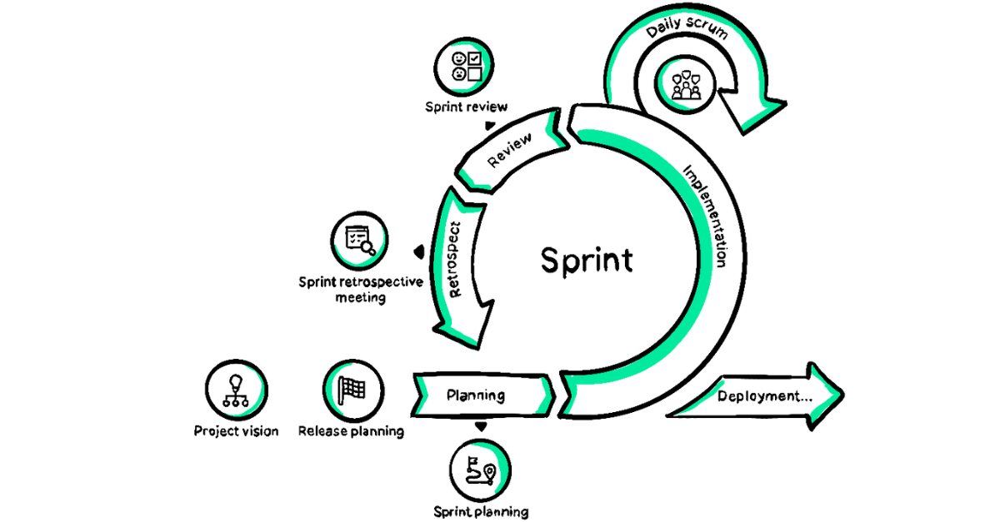 Daily scrum
Sprint review
Review
Implementation
Retrospect
Sprint
Sprint retrospective
meeting
Planning
Deployment...
Project vision
Release planning
Sprint planning